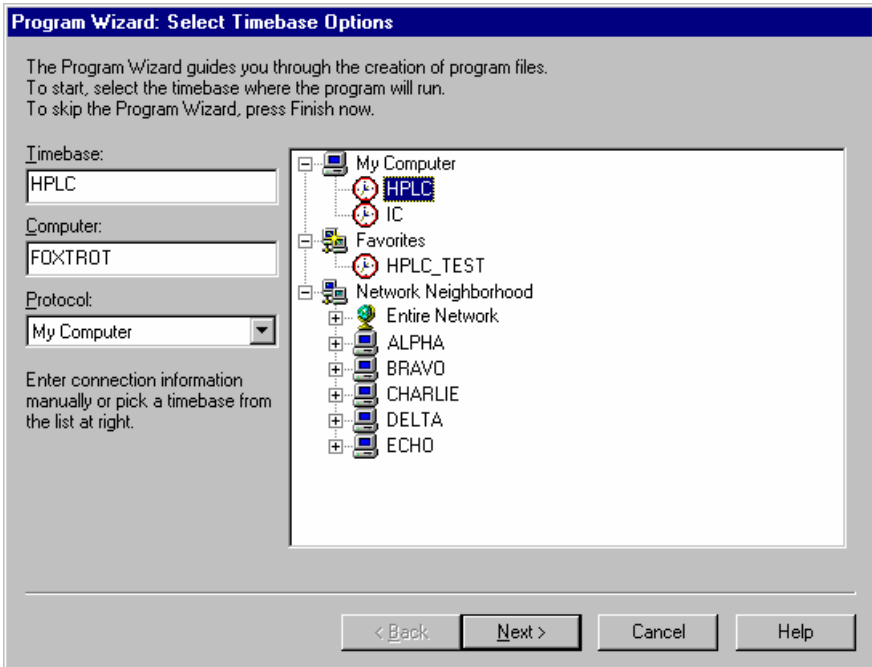 Program Wizard: Select Timebase Options
The Program Wizard guides you through the creation of program files.
To start, select the timebase where the program will run.
To skip the Program Wizard, press Finish now.
Timebase:
HPLC
Computer:
FOXTROT
Protocol:
My Computer
Enter connection information
manually or pick a timebase from
the list at right.
My Computer
HPLC
IC
Favorites
HPLC_TEST
Network Neighborhood
Entire Network
ALPHA
BRAVO
CHARLIE
DELTA
ECHO
< Back
Next >
Cancel
Help